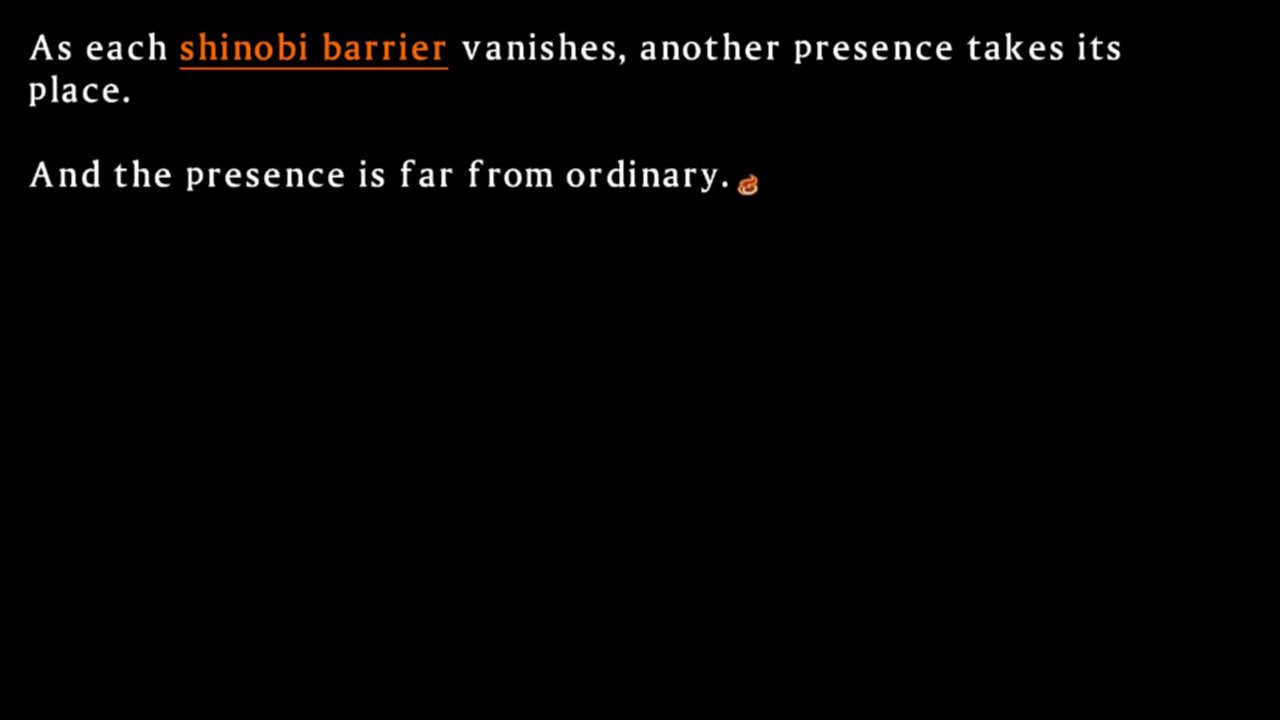 As each shinobi barrier vanishes, another presence takes its
place.
And the presence is far from ordinary.